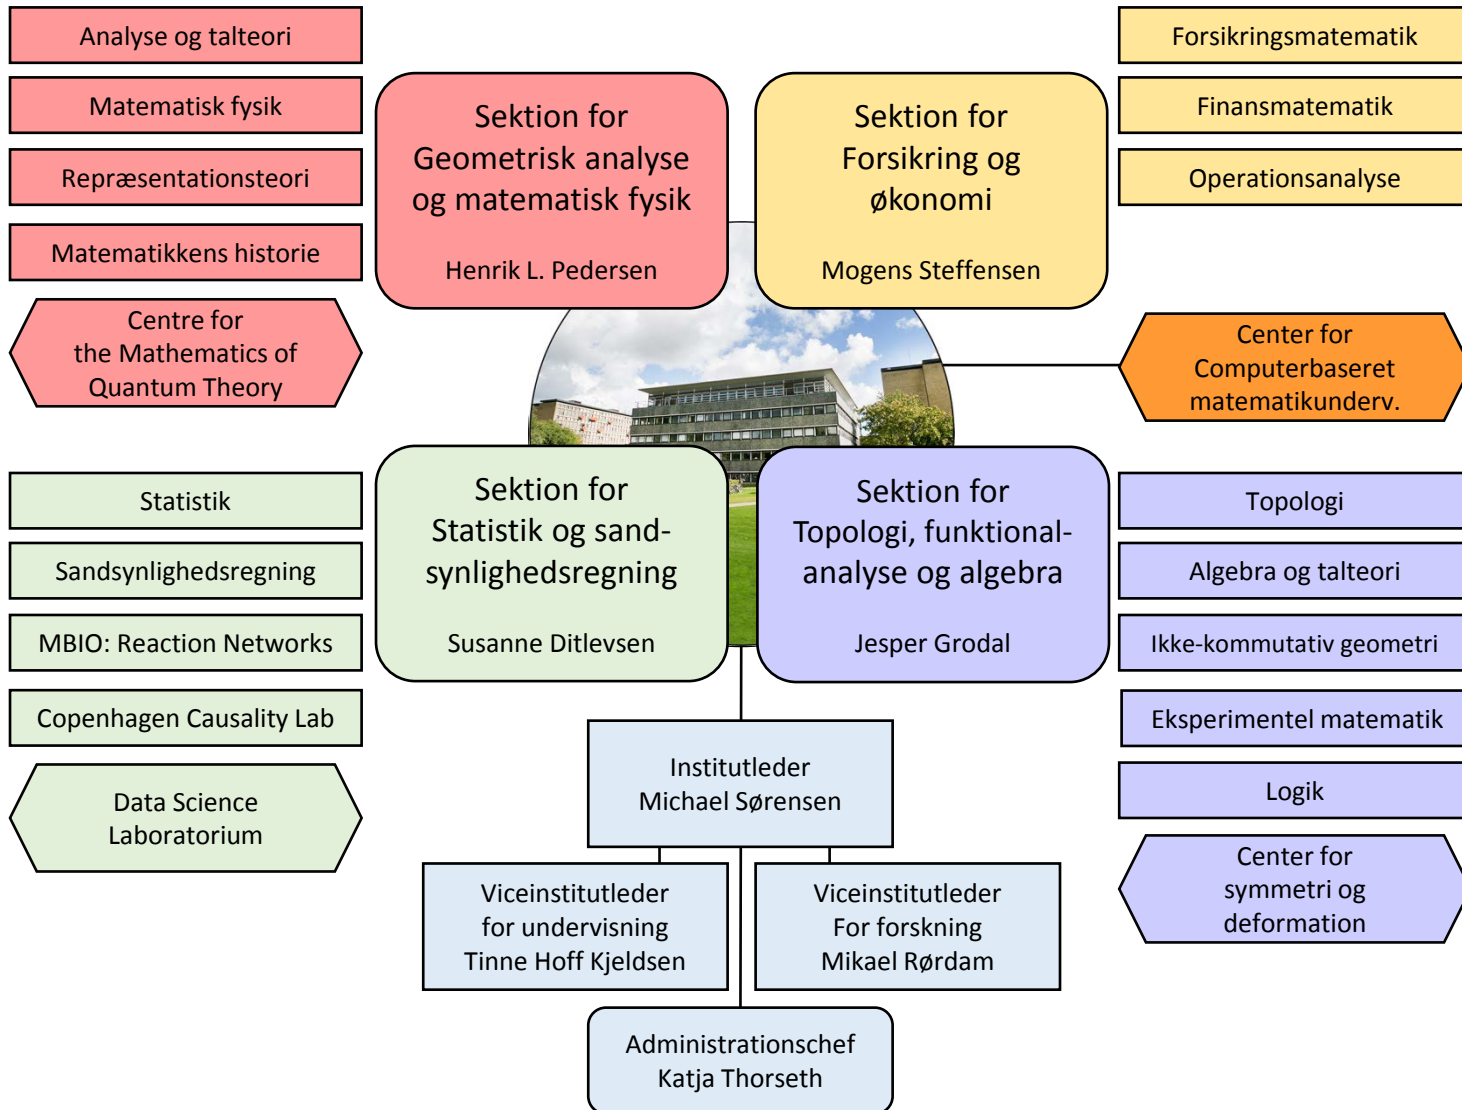 Analyse og talteori
Matematisk fysik
Repræsentationsteori
Matematikkens historie
Centre for
the Mathematics of
Quantum Theory
Sektion for
Geometrisk analyse
og matematisk fysik
Henrik L. Pedersen
Sektion for
Forsikring og
økonomi
Mogens Steffensen
Forsikringsmatematik
Finansmatematik
Operationsanalyse
Center for
Computerbaseret
matematikunderv.
Statistik
Sandsynlighedsregning
MBIO: Reaction Networks
Copenhagen Causality Lab
Data Science
Laboratorium
Sektion for
Statistik og sand-
synlighedsregning
Susanne Ditlevsen
Sektion for
Topologi, funktional-
analyse og algebra
Jesper Grodal
Topologi
Algebra og talteori
Ikke-kommutativ geometri
Eksperimentel matematik
Logik
Center for
symmetri og
deformation
Institutleder
Michael Sørensen
Viceinstitutleder
for undervisning
Tinne Hoff Kjeldsen
Viceinstitutleder
For forskning
Mikael Rørdam
Administrationschef
Katja Thorseth